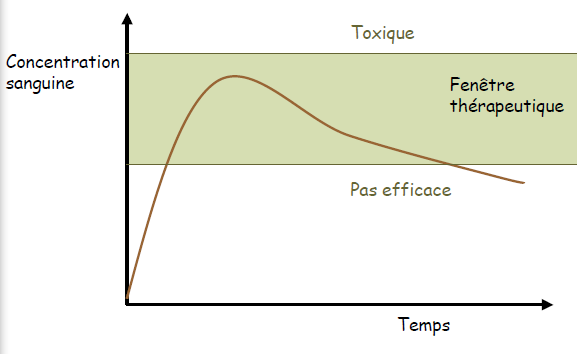 Toxique
Concentration
sanguine
Fenêtre
thérapeutique
Pas efficace
Temps